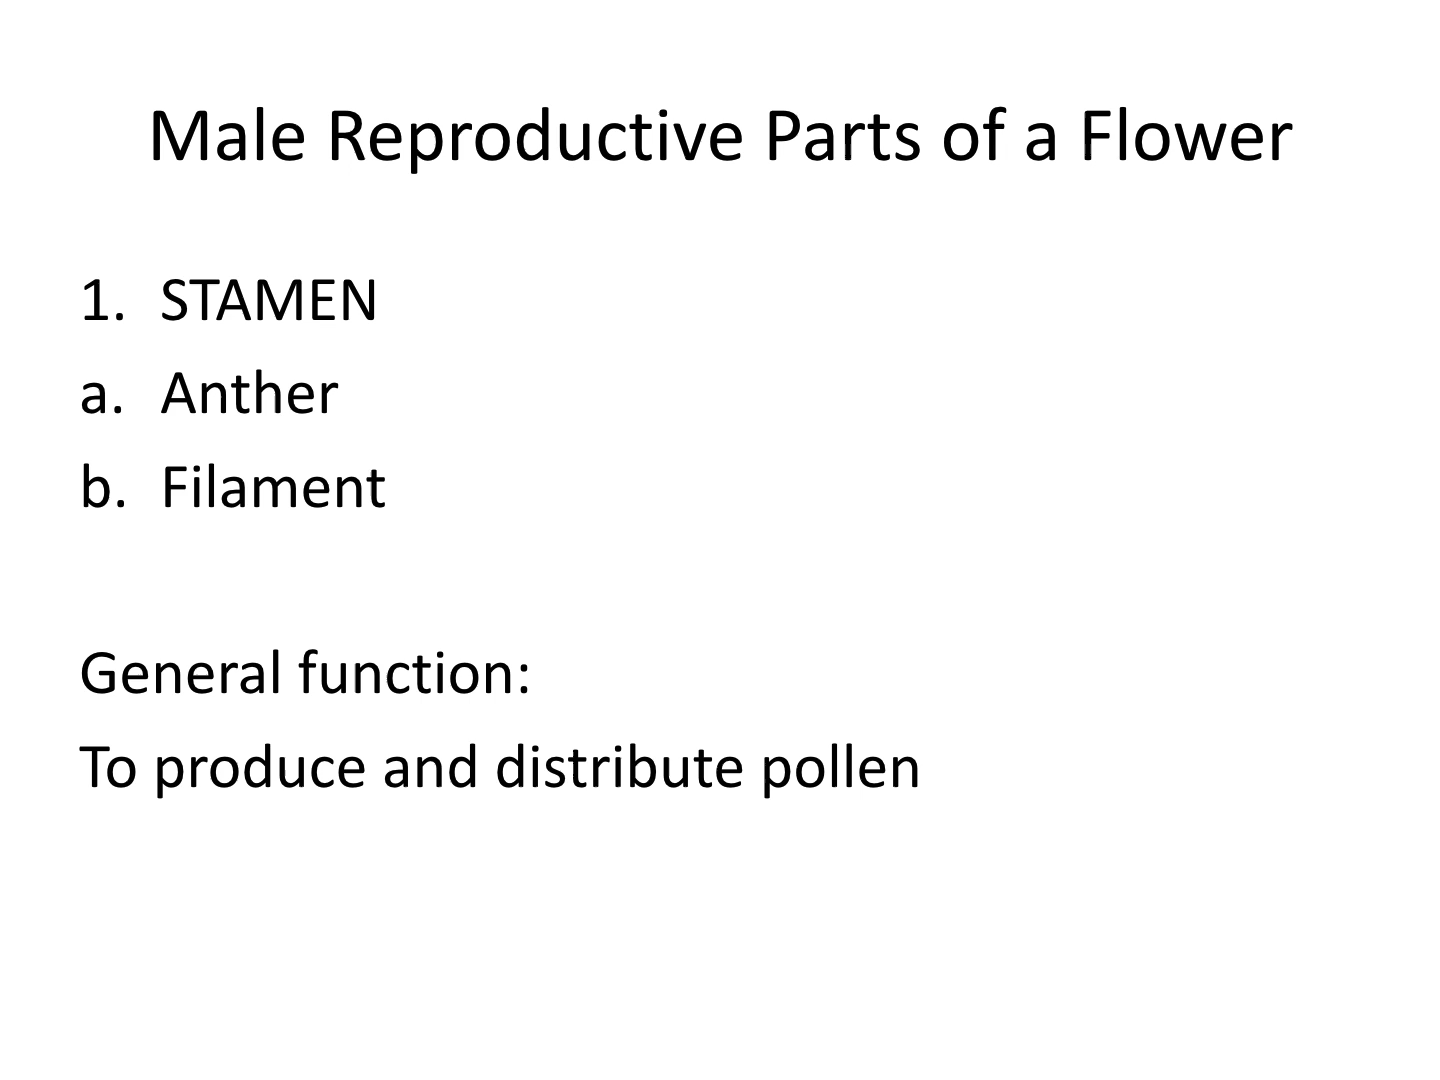 Male Reproductive Parts of a Flower
1. STAMEN
a. Anther
b. Filament
General function:
To produce and distribute pollen